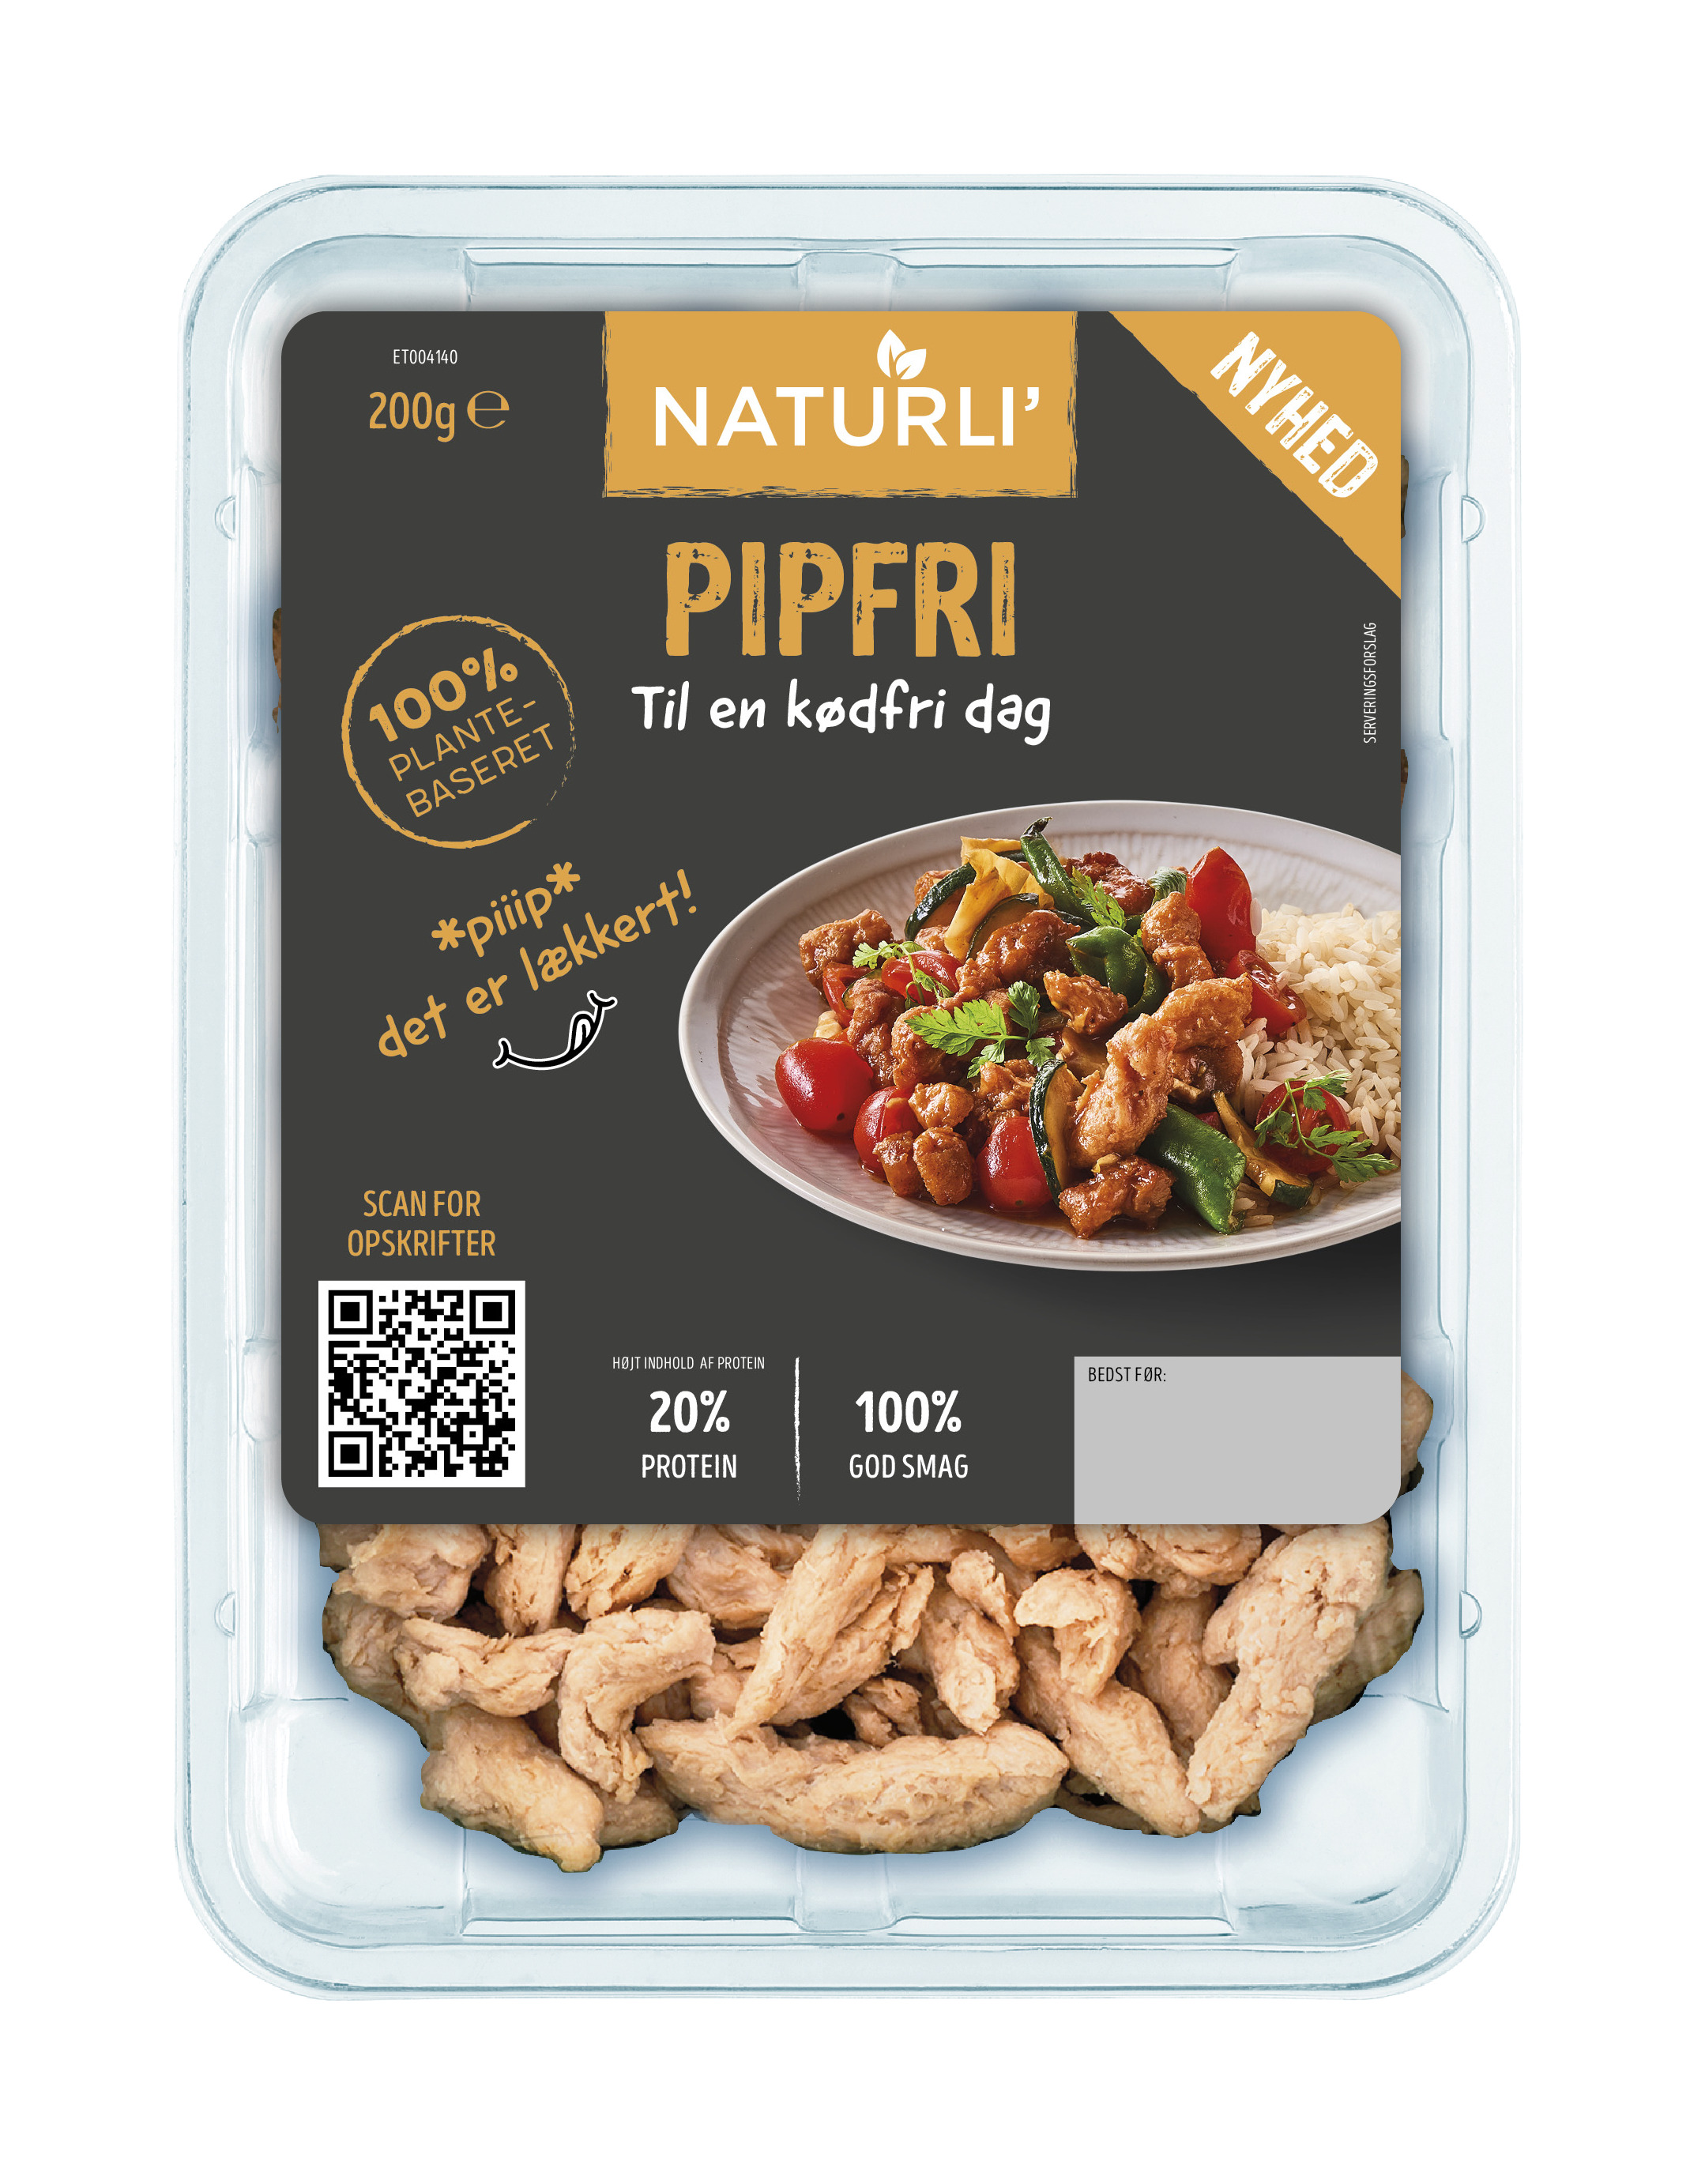 ET004140
200g ℮
NATURLI'
NYHED
PIPFRI
Til en kødfri dag
SERVERINGSFORSLAG
100%
PLANTE-
BASERET
*piiip*
det er lækkert!
SCAN FOR
OPSKRIFTER
HØJT INDHOLD AF PROTEIN
20%
PROTEIN
100%
GOD SMAG
BEDST FØR: